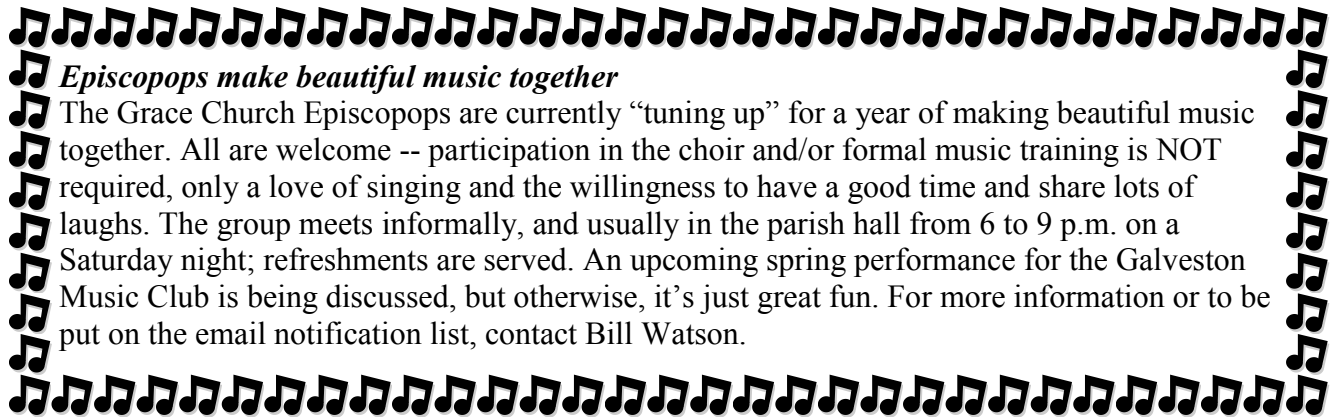 Episcopops make beautiful music together
The Grace Church Episcopops are currently “tuning up” for a year of making beautiful music
together. All are welcome -- participation in the choir and/or formal music training is NOT
required, only a love of singing and the willingness to have a good time and share lots of
laughs. The group meets informally, and usually in the parish hall from 6 to 9 p.m. on a
Saturday night; refreshments are served. An upcoming spring performance for the Galveston
Music Club is being discussed, but otherwise, it’s just great fun. For more information or to be
put on the email notification list, contact Bill Watson.